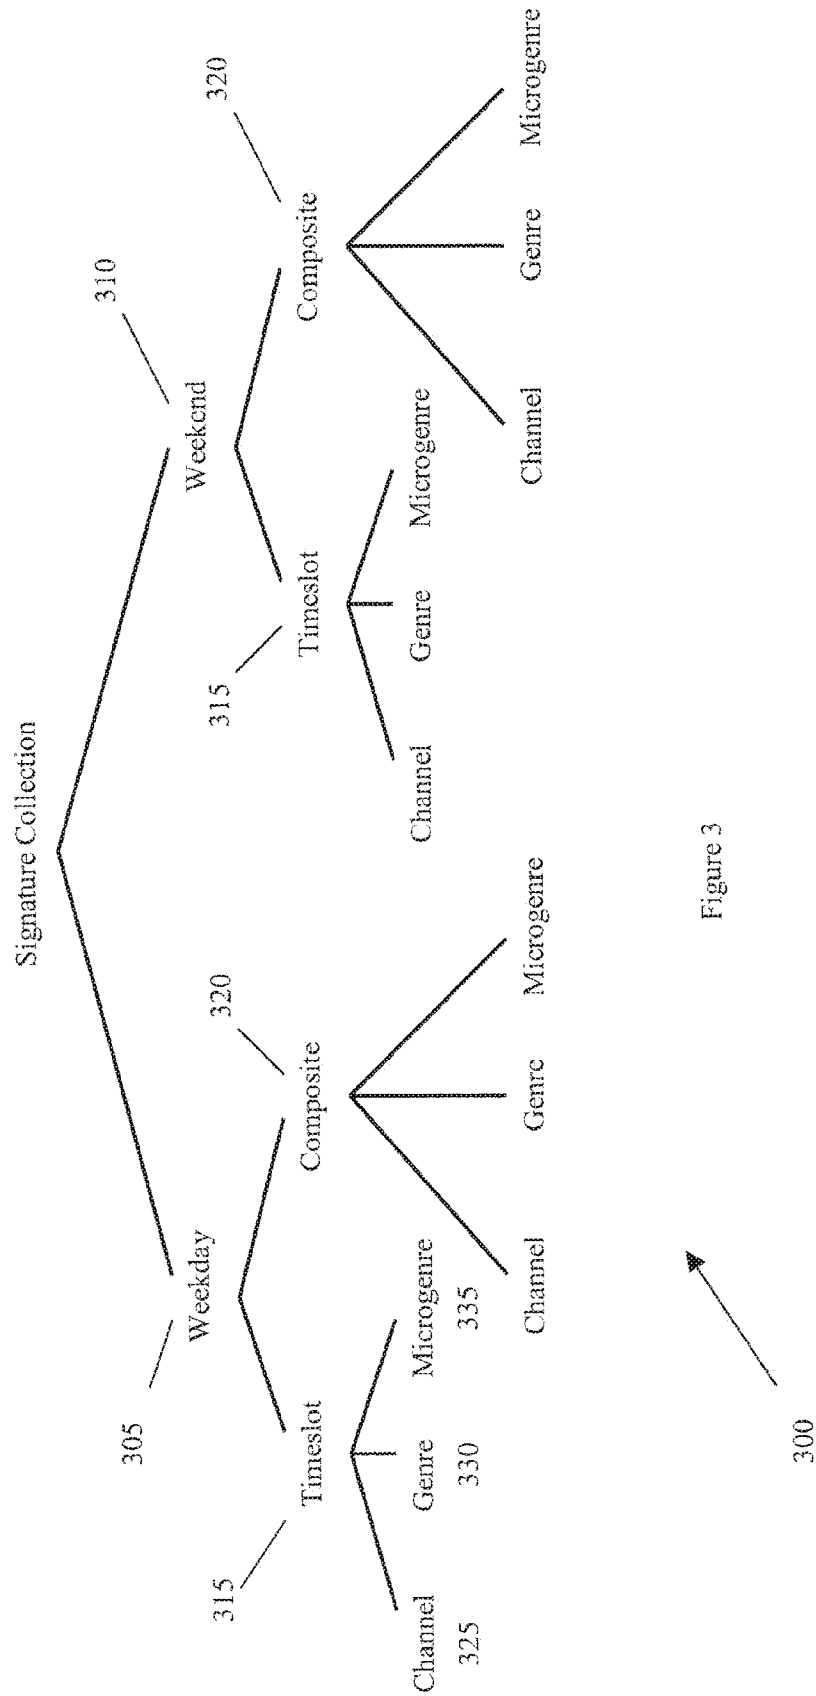 Signature Collection
305
Weekday
310
Weekend
315
Timeslot
320
Composite
315
Timeslot
320
Composite
Channel
325
Genre
330
Microgenre
335
Channel
Genre
Microgenre
Channel
Genre
Microgenre
Channel
Genre
Microgenre
300
Figure 3